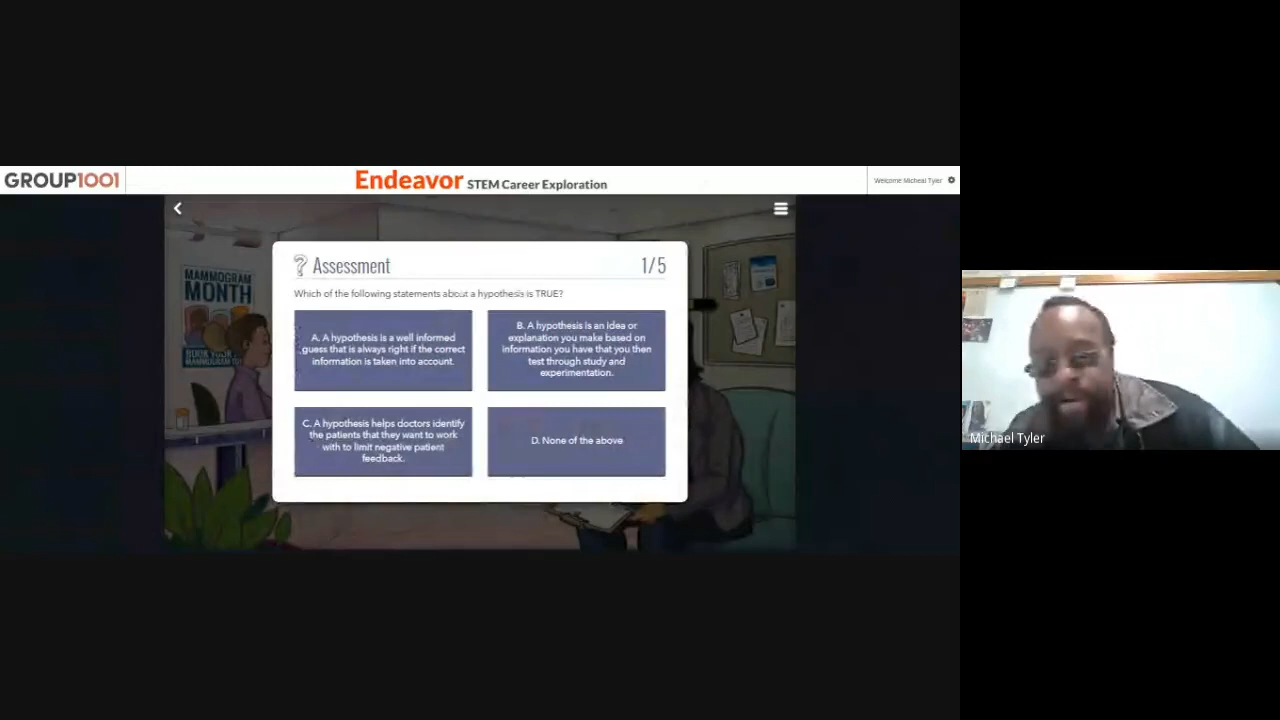 GROUP1001
Endeavor STEM Career Exploration
Welcome Micheal Tyler
MAMMOGRAM
MONTH
BOOK YOUR
? Assessment
1/5
Which of the following statements about a hypothesis is TRUE?
A. A hypothesis is a well informed
guess that is always right if the correct
information is taken into account.
B. A hypothesis is an idea or
explanation you make based on
information you have that you then
test through study and
experimentation.
C. A hypothesis helps doctors identify
the patients that they want to work
with to limit negative patient
feedback.
D. None of the above
Michael Tyler